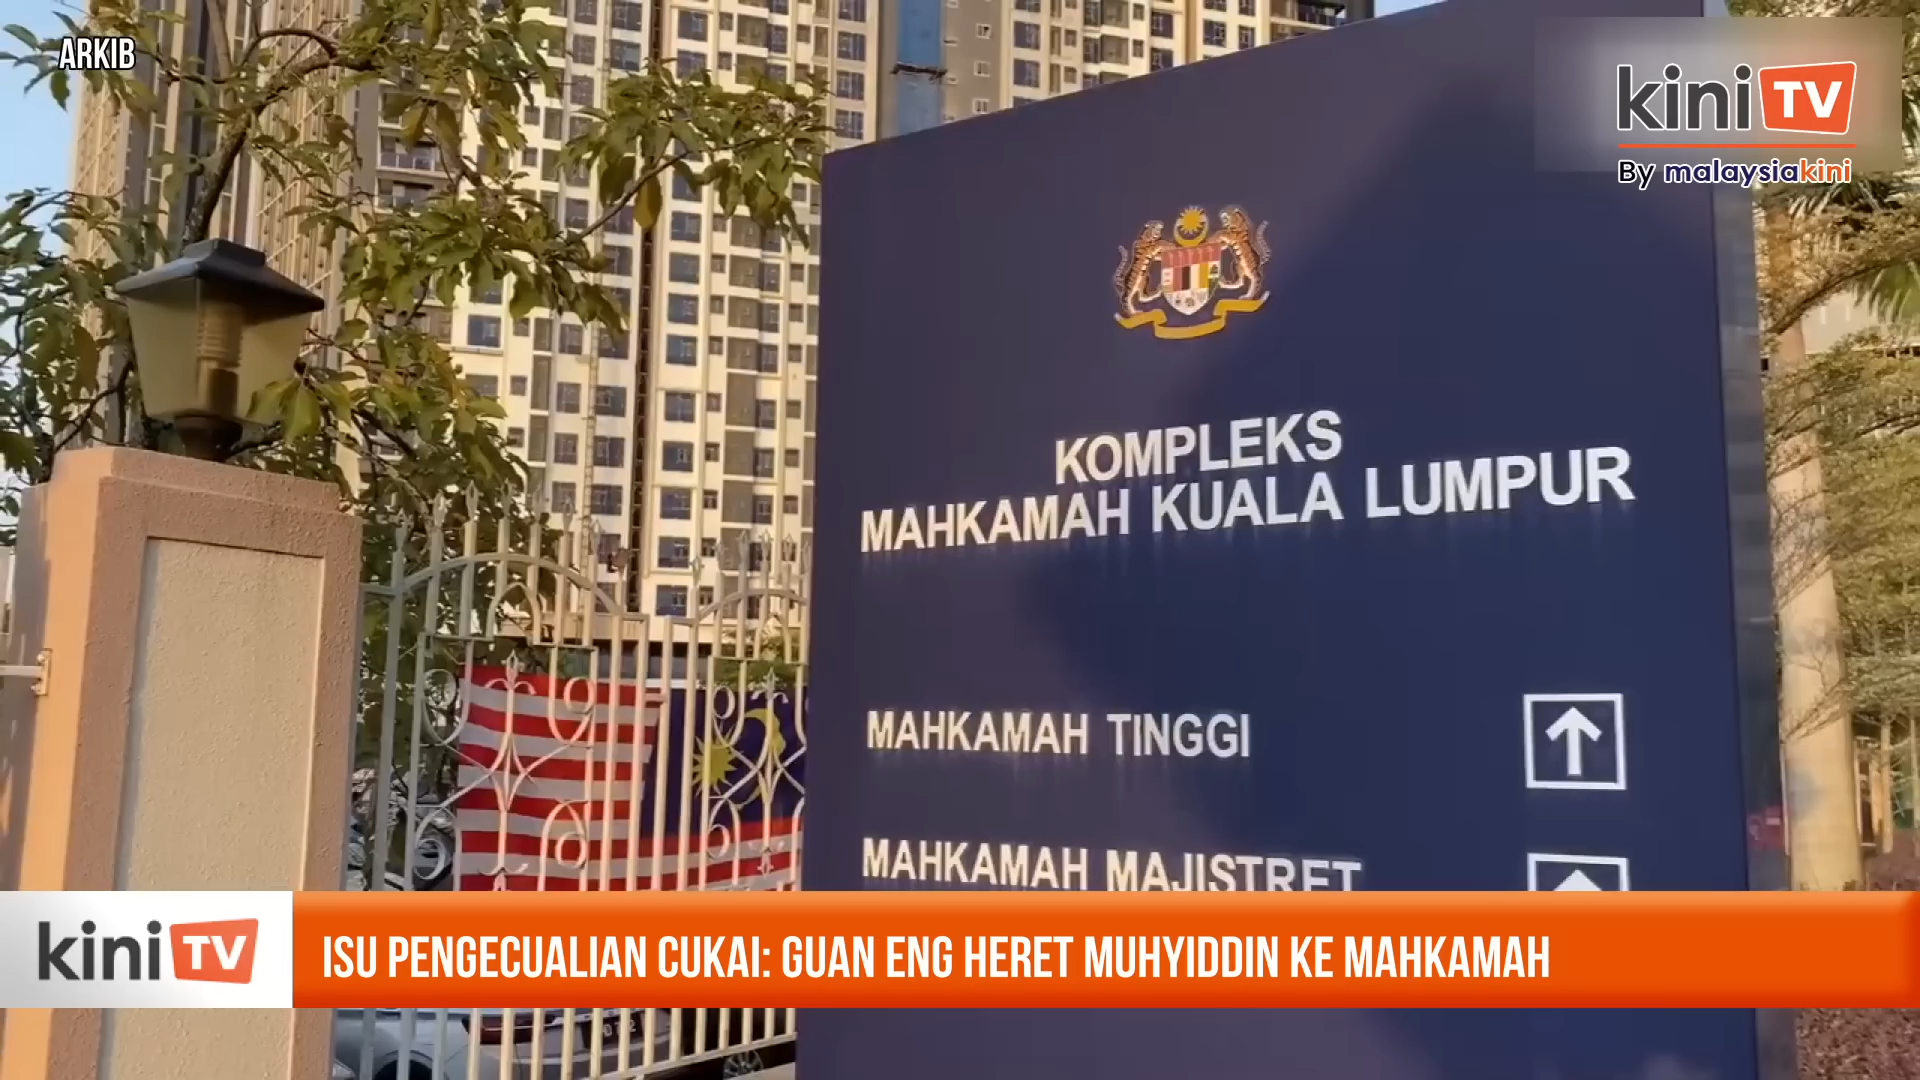 ARKIB
kini TV
By malaysiakini
KOMPLEKS
MAHKAMAH KUALA LUMPUR
MAHKAMAH TINGGI
MAHKAMAH MAJISTRET
kini TV
ISU PENGECUALIAN CUKAI: GUAN ENG HERET MUHYIDDIN KE MAHKAMAH